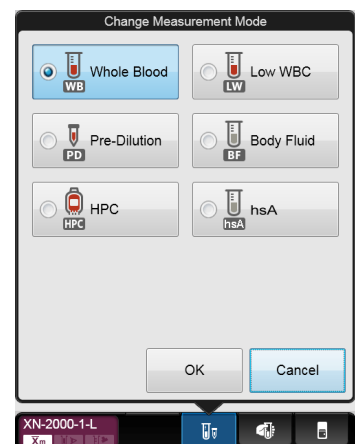 Change Measurement Mode
Whole Blood
WB
Low WBC
LW
Pre-Dilution
PD
Body Fluid
BF
HPC
HPC
hsA
hsA
OK
Cancel
XN-2000-1-L
Xm